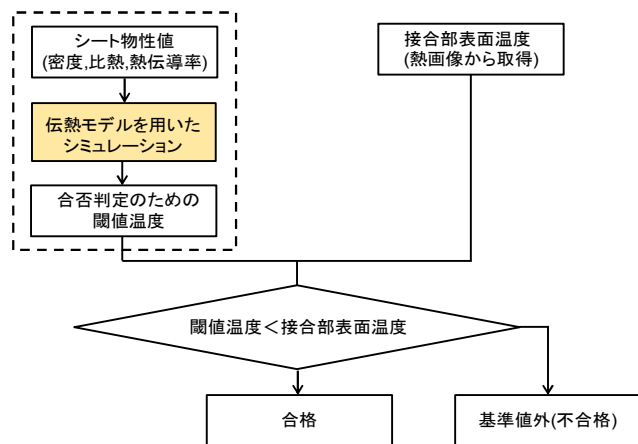 シート物性値
(密度,比熱,熱伝導率)
接合部表面温度
(熱画像から取得)
伝熱モデルを用いた
シミュレーション
合否判定のための
閾値温度
閾値温度＜接合部表面温度
合格
基準値外(不合格)